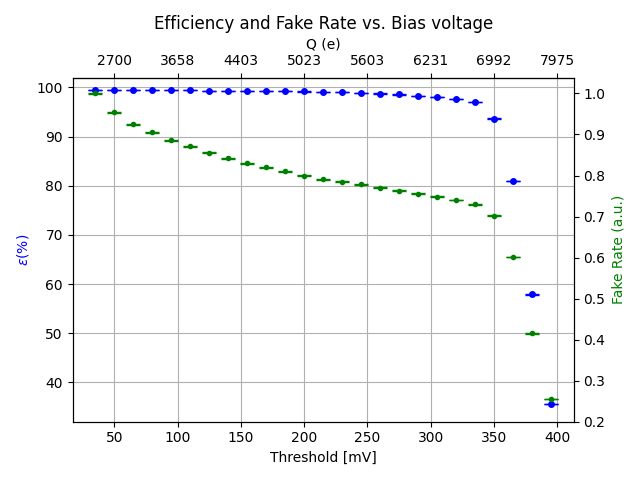 Efficiency and Fake Rate vs. Bias voltage
Q (e)
2700 3658 4403 5023 5603 6231 6992 7975
100 90 80 70 60 50 40
ε(%)
1.0 0.9 0.8 0.7 0.6 0.5 0.4 0.3 0.2
Fake Rate (a.u.)
50 100 150 200 250 300 350 400
Threshold [mV]